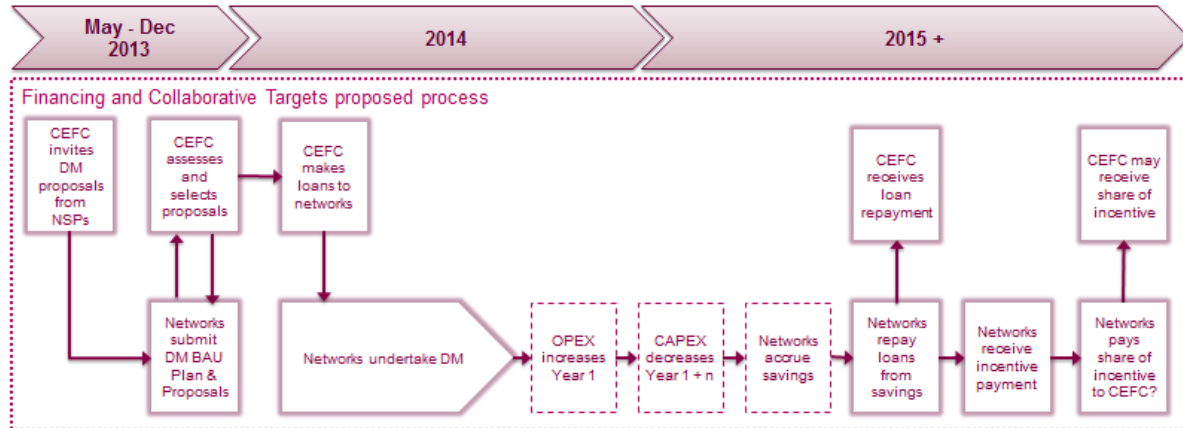 May - Dec
2013
2014
2015 +
Financing and Collaborative Targets proposed process
CEFC
invites
DM
proposals
from
NSPs
CEFC
assesses
and
selects
proposals
CEFC
makes
loans to
networks
CEFC
receives
loan
repayment
CEFC may
receive
share of
incentive
Networks
submit
DM BAU
Plan &
Proposals
Networks undertake DM
OPEX
increases
Year 1
CAPEX
decreases
Year 1 + n
Networks
accrue
savings
Networks
repay
loans
from
savings
Networks
receive
incentive
payment
Networks
pays
share of
incentive
to CEFC?